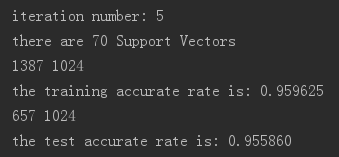 iteration number: 5
there are 70 Support Vectors
1387 1024
the training accurate rate is: 0.959625
657 1024
the test accurate rate is: 0.955860